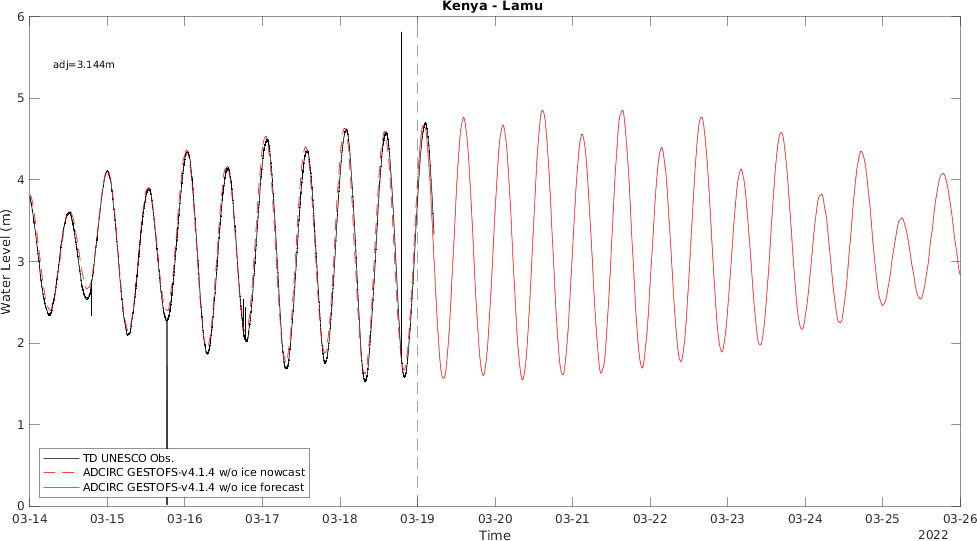 Kenya - Lamu
6
adj=3.144m
5
4
3
2
1
0
Water Level (m)
TD UNESCO Obs.
ADCIRC GESTOFS-v4.1.4 w/o ice nowcast
ADCIRC GESTOFS-v4.1.4 w/o ice forecast
03-14 03-15 03-16 03-17 03-18 03-19 03-20 03-21 03-22 03-23 03-24 03-25 03-26
Time
2022